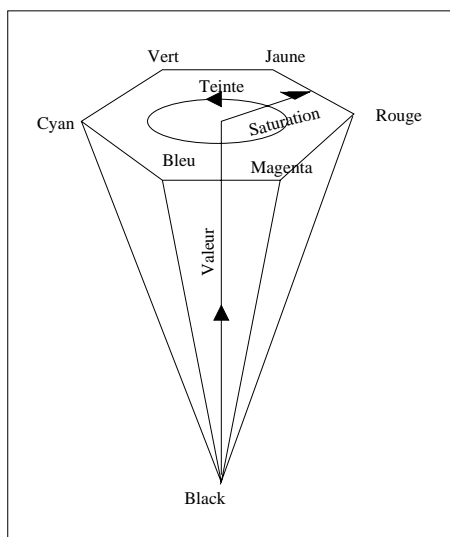 Vert Jaune
Teinte
Cyan Saturation Rouge
Bleu Magenta
Valeur
Black